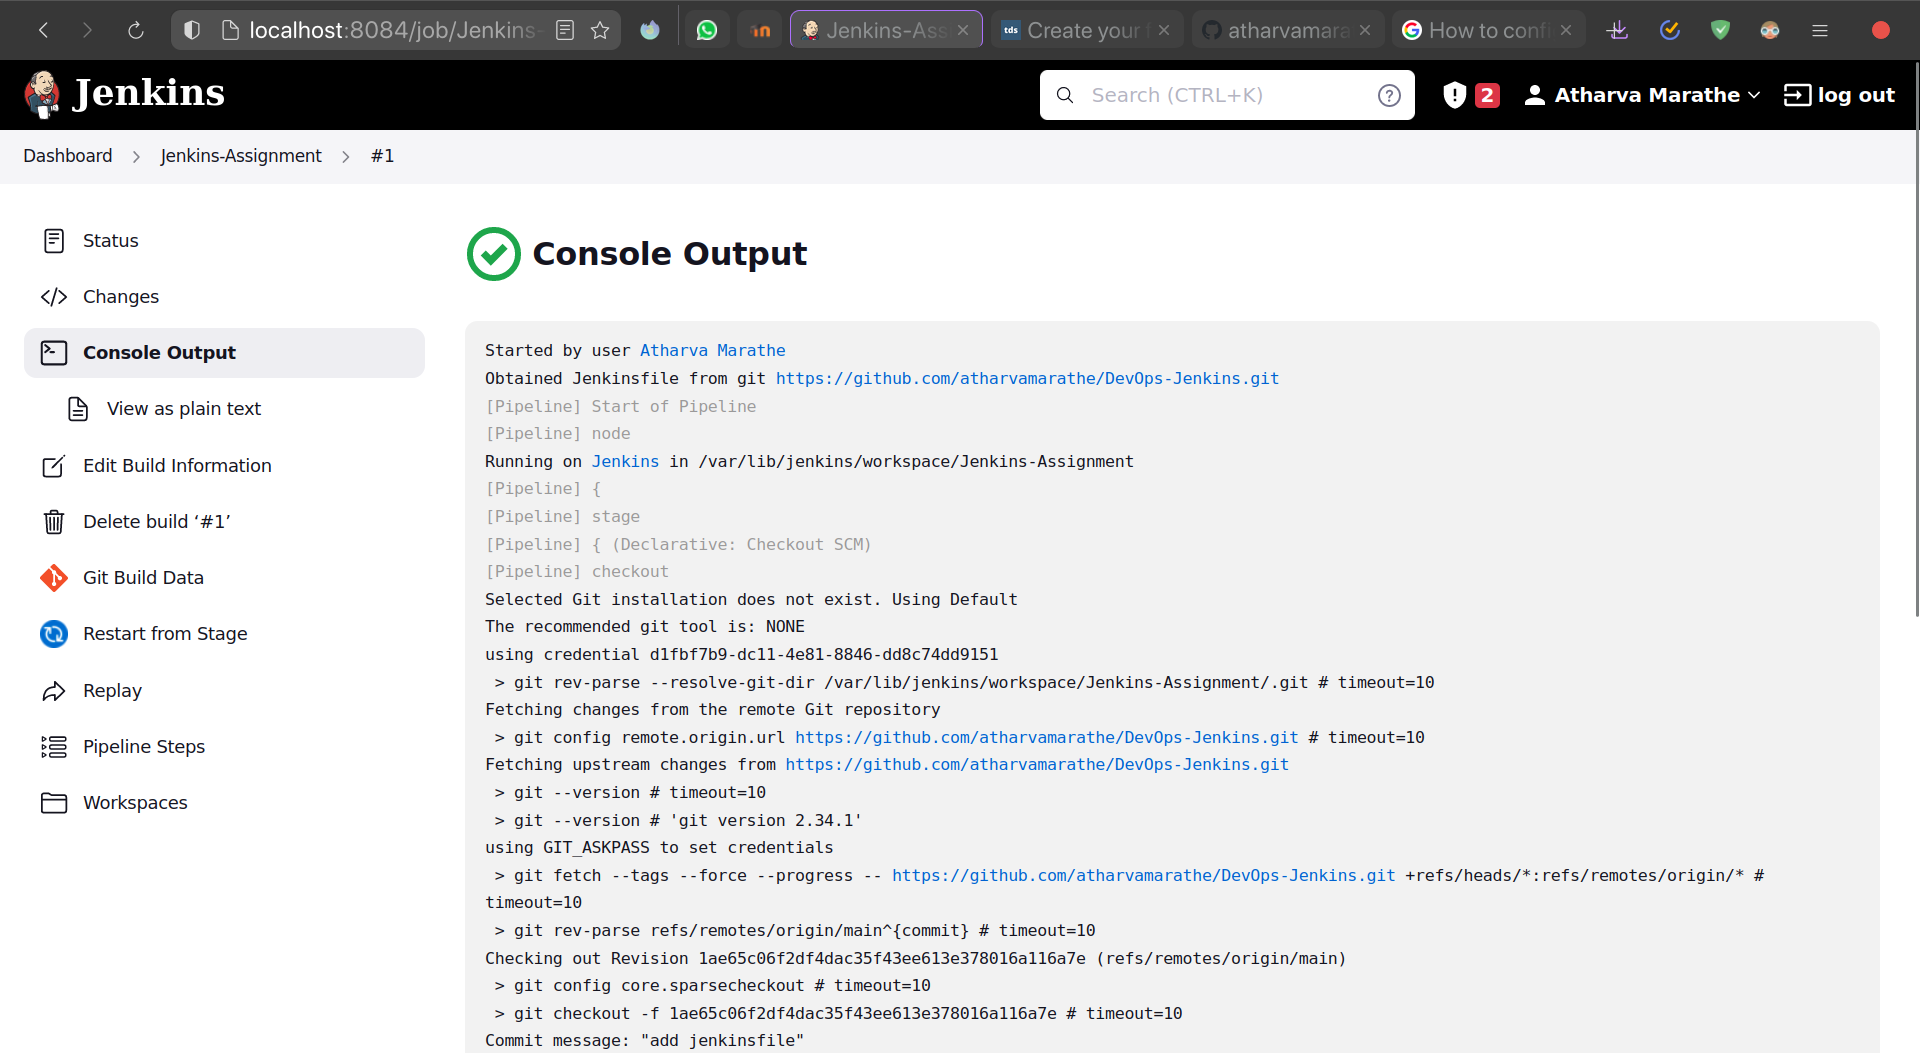 localhost:8084/job/Jenkins-
Jenkins-Ass
tds Create your
atharvamara
How to confi
Jenkins
Search (CTRL+K)
2
Atharva Marathe
log out
Dashboard
Jenkins-Assignment
#1
Status
Changes
Console Output
View as plain text
Edit Build Information
Delete build ‘#1’
Git Build Data
Restart from Stage
Replay
Pipeline Steps
Workspaces
Console Output
Started by user Atharva Marathe
Obtained Jenkinsfile from git https://github.com/atharvamarathe/DevOps-Jenkins.git
[Pipeline] Start of Pipeline
[Pipeline] node
Running on Jenkins in /var/lib/jenkins/workspace/Jenkins-Assignment
[Pipeline] {
[Pipeline] stage
[Pipeline] { (Declarative: Checkout SCM)
[Pipeline] checkout
Selected Git installation does not exist. Using Default
The recommended git tool is: NONE
using credential d1fbf7b9-dc11-4e81-8846-dd8c74dd9151
> git rev-parse --resolve-git-dir /var/lib/jenkins/workspace/Jenkins-Assignment/.git # timeout=10
Fetching changes from the remote Git repository
> git config remote.origin.url https://github.com/atharvamarathe/DevOps-Jenkins.git # timeout=10
Fetching upstream changes from https://github.com/atharvamarathe/DevOps-Jenkins.git
> git --version # timeout=10
> git --version # 'git version 2.34.1'
using GIT_ASKPASS to set credentials
> git fetch --tags --force --progress -- https://github.com/atharvamarathe/DevOps-Jenkins.git +refs/heads/*:refs/remotes/origin/* #
timeout=10
> git rev-parse refs/remotes/origin/main^{commit} # timeout=10
Checking out Revision 1ae65c06f2df4dac35f43ee613e378016a116a7e (refs/remotes/origin/main)
> git config core.sparsecheckout # timeout=10
> git checkout -f 1ae65c06f2df4dac35f43ee613e378016a116a7e # timeout=10
Commit message: "add jenkinsfile"